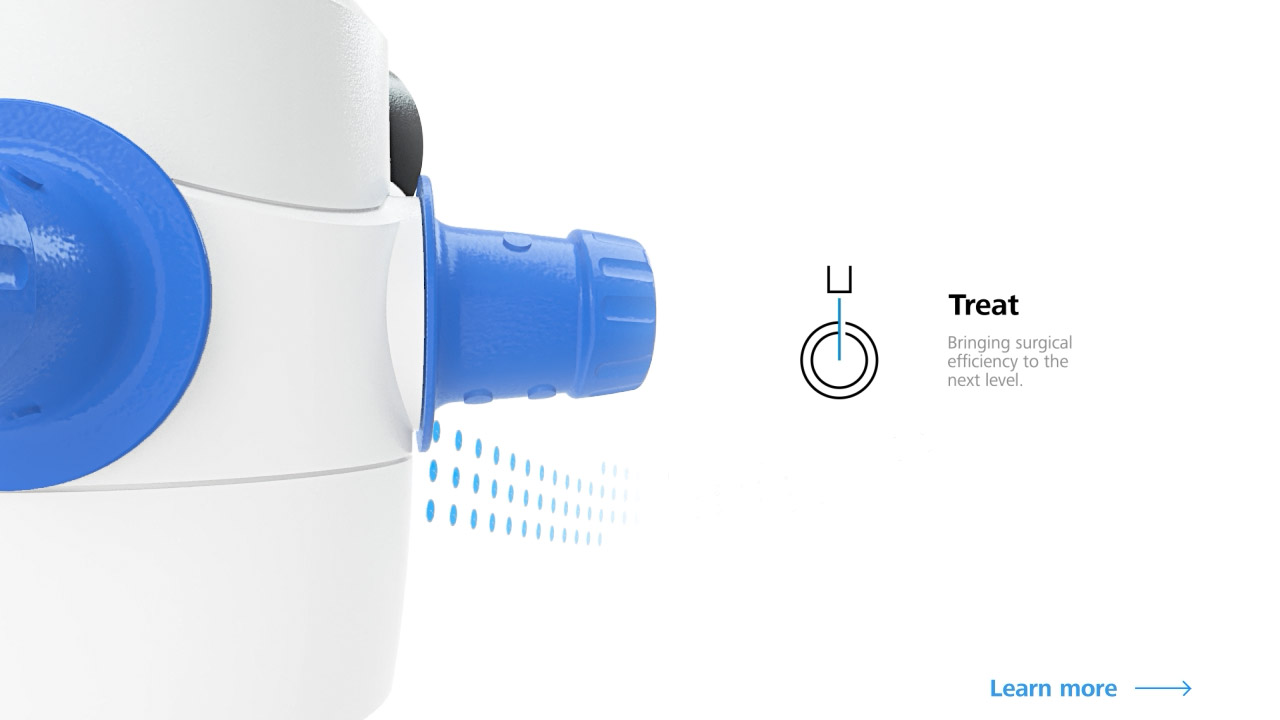 Treat
Bringing surgical
efficiency to the
next level.
Learn more